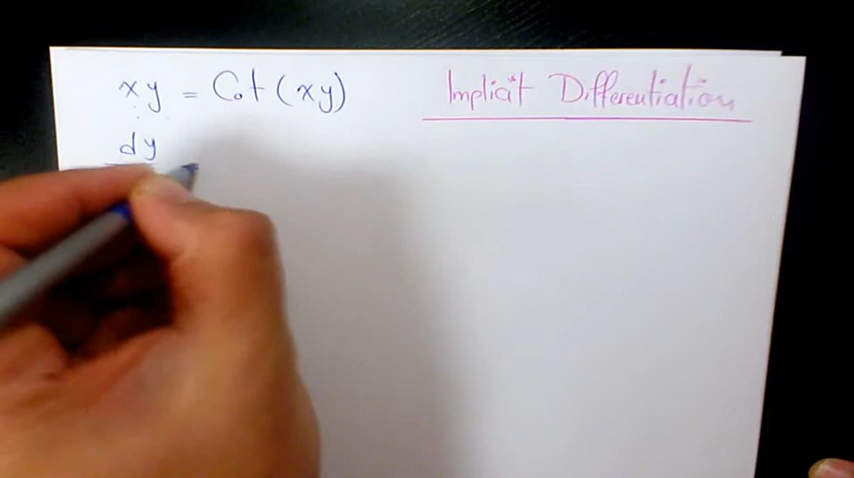 xy = Cot (xy)
Implicit Differentiation
dy